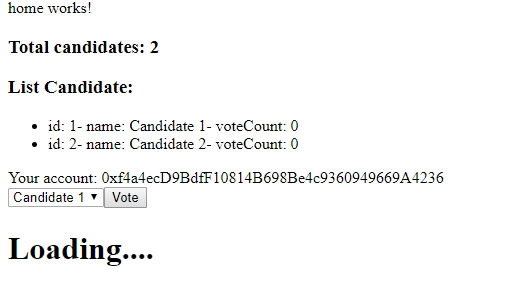 home works!
Total candidates: 2
List Candidate:
id: 1- name: Candidate 1- voteCount: 0
id: 2- name: Candidate 2- voteCount: 0
Your account: 0xf4a4ecD9BdfF10814B698Be4c9360949669A4236
Candidate 1 Vote
Loading....